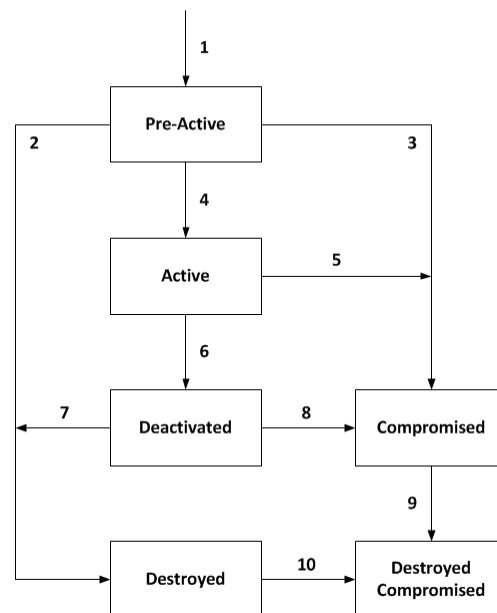 1
Pre-Active
2
3
4
Active
5
6
Deactivated
7
8
Compromised
9
Destroyed
10
Destroyed
Compromised